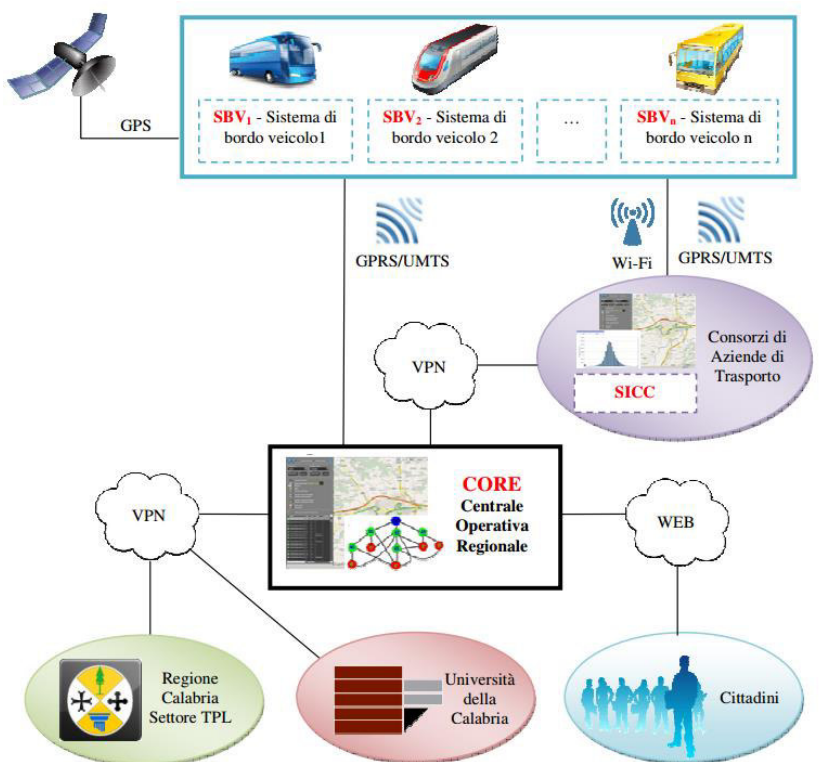 GPS
SBV1 - Sistema di
bordo veicolo1
SBV2 - Sistema di
bordo veicolo 2
…
SBVn - Sistema di
bordo veicolo n
GPRS/UMTS
Wi-Fi
GPRS/UMTS
Consorzi di
Aziende di
Trasporto
SICC
VPN
CORE
Centrale
Operativa
Regionale
VPN
WEB
Regione
Calabria
Settore TPL
Università
della
Calabria
Cittadini